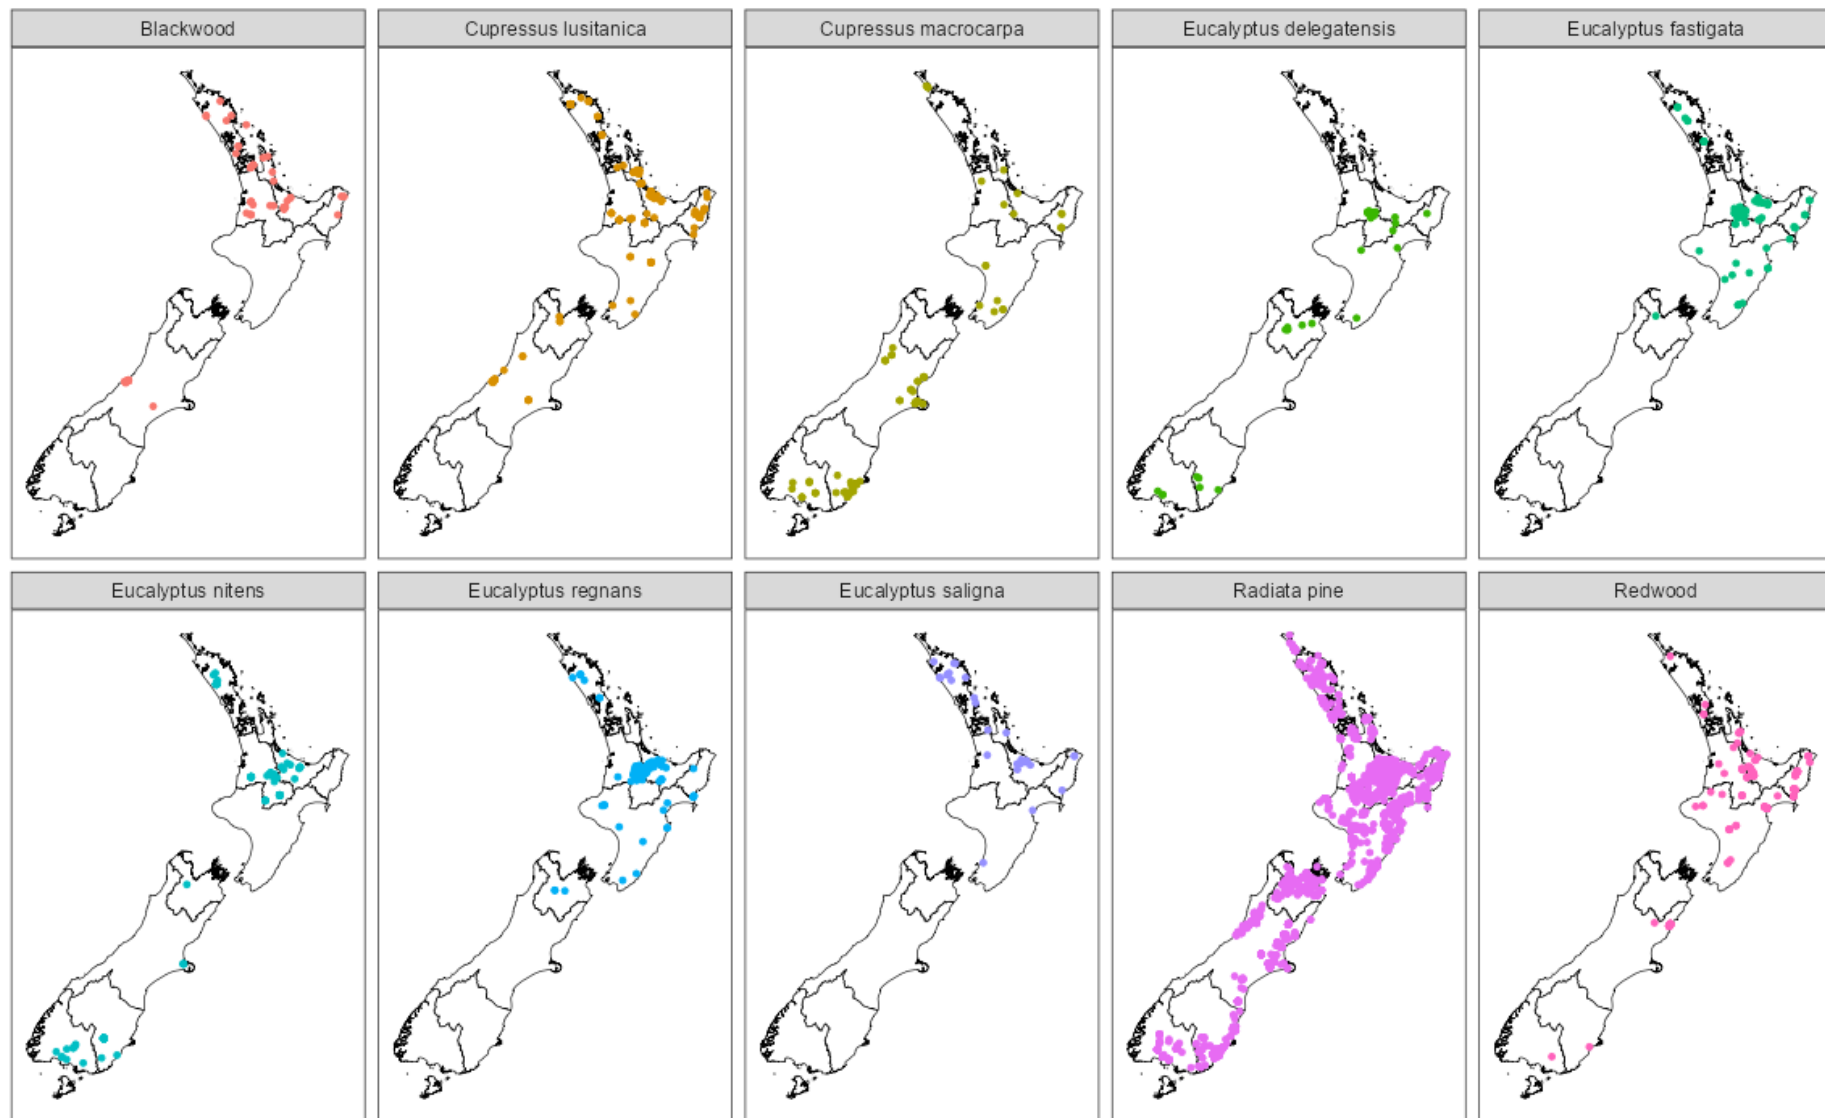 Blackwood
Cupressus lusitanica
Cupressus macrocarpa
Eucalyptus delegatensis
Eucalyptus fastigata
Eucalyptus nitens
Eucalyptus regnans
Eucalyptus saligna
Radiata pine
Redwood